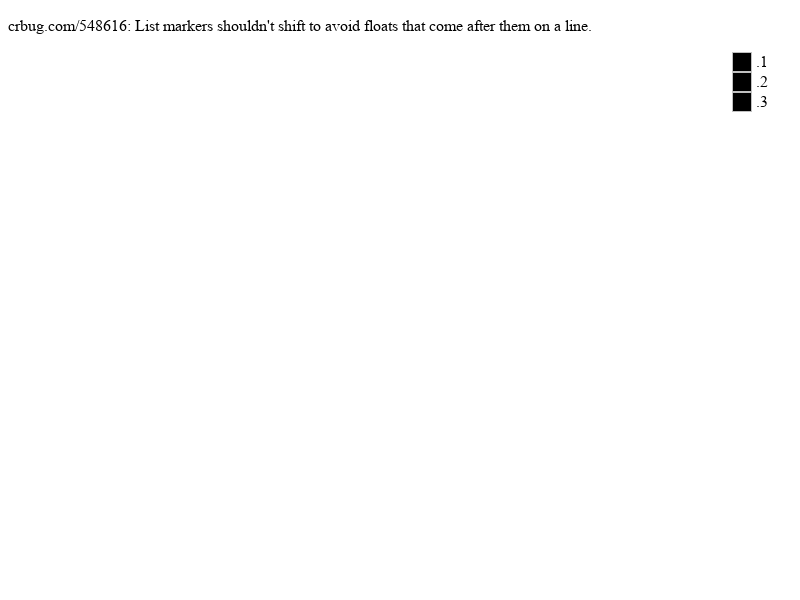 crbug.com/548616: List markers shouldn't shift to avoid floats that come after them on a line.
.1
.2
.3